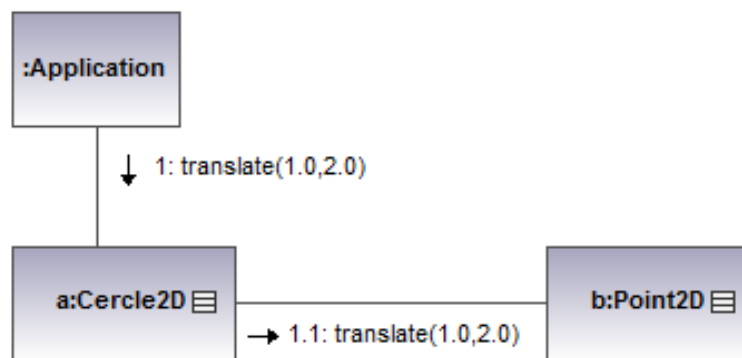 :Application
1: translate(1.0,2.0)
a:Cercle2D
b:Point2D
1.1: translate(1.0,2.0)